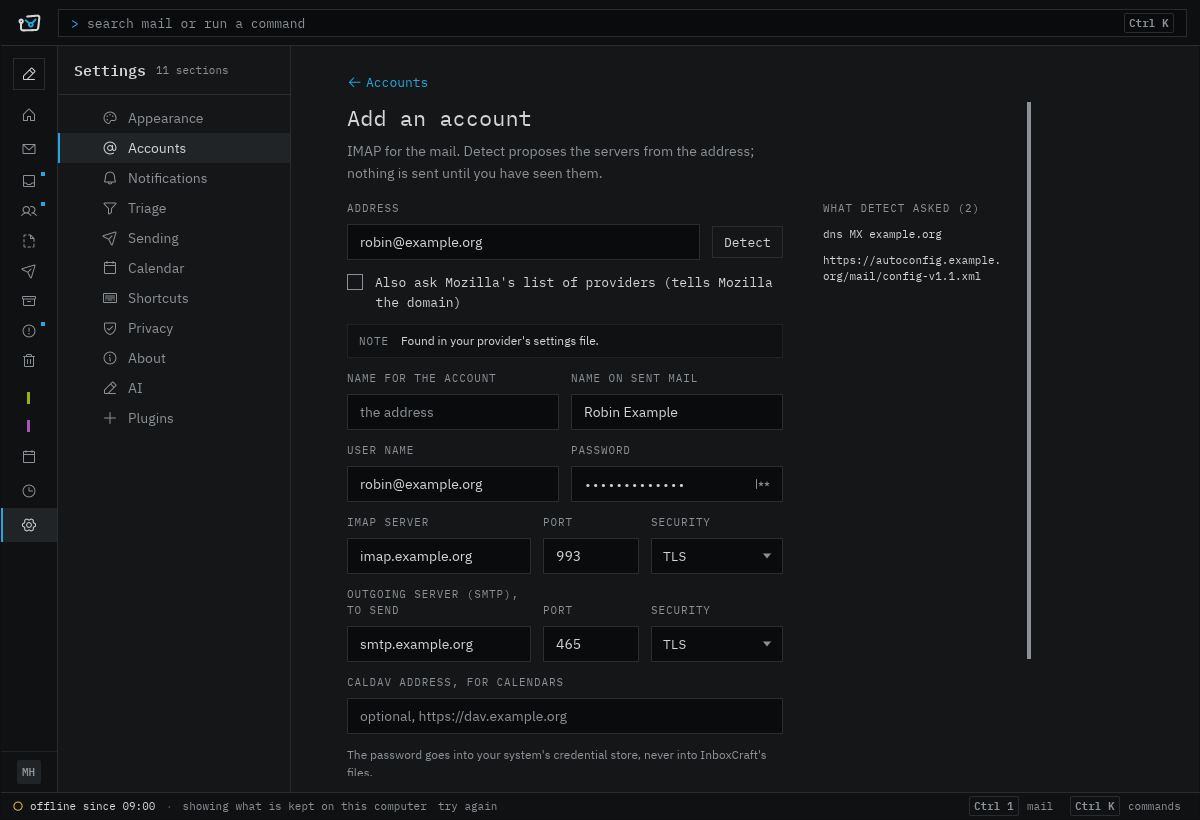 > search mail or run a command
Ctrl K
Settings 11 sections
Appearance
Accounts
Notifications
Triage
Sending
Calendar
Shortcuts
Privacy
About
AI
Plugins
MH
← Accounts
Add an account
IMAP for the mail. Detect proposes the servers from the address;
nothing is sent until you have seen them.
ADDRESS
robin@example.org
Detect
Also ask Mozilla's list of providers (tells Mozilla
the domain)
NOTE Found in your provider's settings file.
NAME FOR THE ACCOUNT
NAME ON SENT MAIL
the address
Robin Example
USER NAME
PASSWORD
robin@example.org
•••••••••••••
|**
IMAP SERVER
PORT
SECURITY
imap.example.org
993
TLS
OUTGOING SERVER (SMTP),
TO SEND
PORT
SECURITY
smtp.example.org
465
TLS
CALDAV ADDRESS, FOR CALENDARS
optional, https://dav.example.org
The password goes into your system's credential store, never into InboxCraft's
files.
WHAT DETECT ASKED (2)
dns MX example.org
https://autoconfig.example.
org/mail/config-v1.1.xml
offline since 09:00 · showing what is kept on this computer try again
Ctrl 1 mail
Ctrl K commands